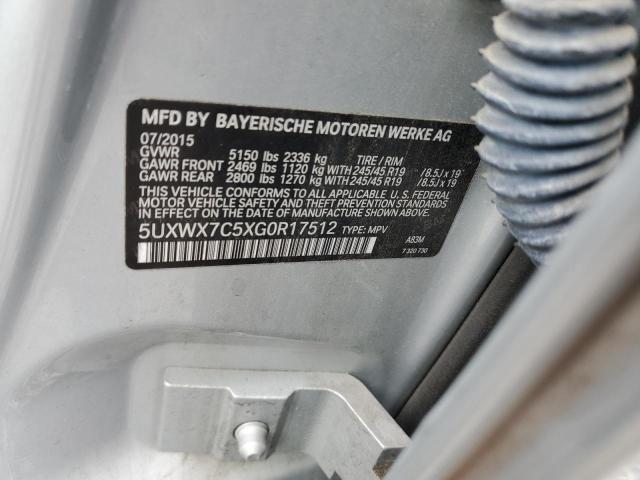 MFD BY BAYERISCHE MOTOREN WERKE AG
07/2015
GVWR 5150 lbs 2336 kg TIRE / RIM
GAWR FRONT 2469 lbs 1120 kg WITH 245/45 R19 / 8.5J x 19
GAWR REAR 2800 lbs 1270 kg WITH 245/45 R19 / 8.5J x 19
THIS VEHICLE CONFORMS TO ALL APPLICABLE U.S. FEDERAL
MOTOR VEHICLE SAFETY AND THEFT PREVENTION STANDARDS
IN EFFECT ON THE DATE OF MANUFACTURE SHOWN ABOVE.
5UXWX7C5XG0R17512 TYPE: MPV
A83M
7 320 730